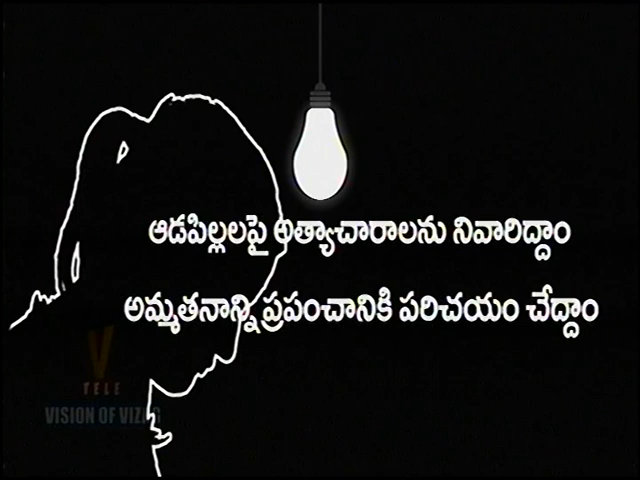 ఆడపిల్లలపై అత్యాచారాలను నివారిద్దాం
అమ్మతనాన్ని ప్రపంచానికి పరిచయం చేద్దాం
V
TELE
VISION OF VIZAG